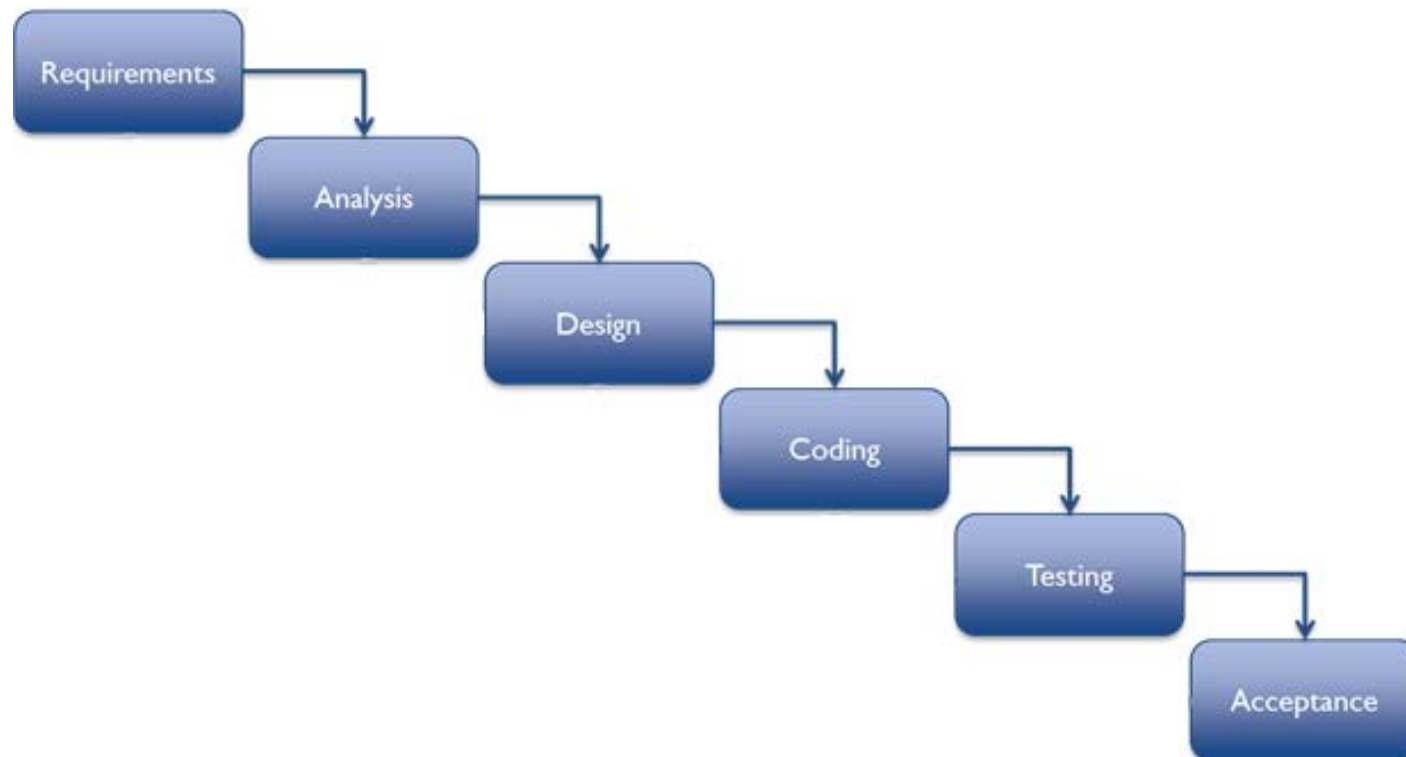 Requirements
Analysis
Design
Coding
Testing
Acceptance